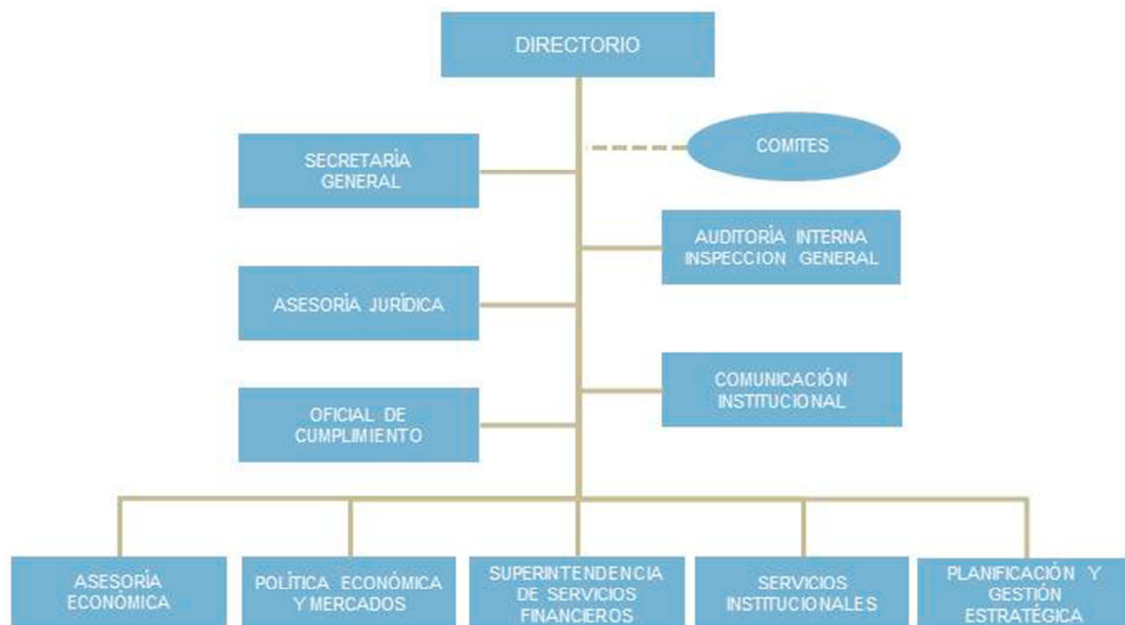 DIRECTORIO
SECRETARÍA
GENERAL
COMITES
AUDITORÍA INTERNA
INSPECCION GENERAL
ASESORÍA JURÍDICA
COMUNICACIÓN
INSTITUCIONAL
OFICIAL DE
CUMPLIMIENTO
ASESORÍA
ECONÓMICA
POLÍTICA ECONÓMICA
Y MERCADOS
SUPERINTENDENCIA
DE SERVICIOS
FINANCIEROS
SERVICIOS
INSTITUCIONALES
PLANIFICACIÓN Y
GESTIÓN
ESTRATÉGICA